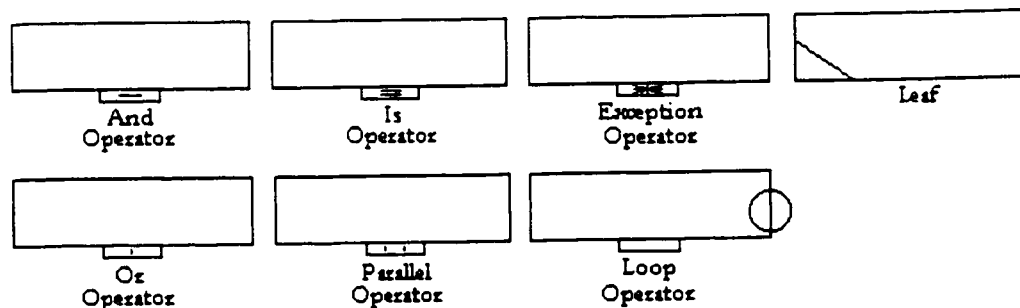 And
Operator
Is
Operator
Exception
Operator
Leaf
Or
Operator
Parallel
Operator
Loop
Operator